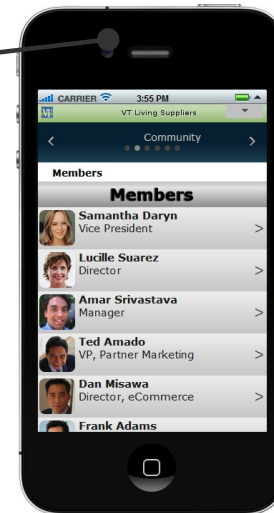 CARRIER 3:55 PM
VT VT Living Suppliers
Community
Members
Members
Samantha Daryn
Vice President
Lucille Suarez
Director
Amar Srivastava
Manager
Ted Amado
VP, Partner Marketing
Dan Misawa
Director, eCommerce
Frank Adams